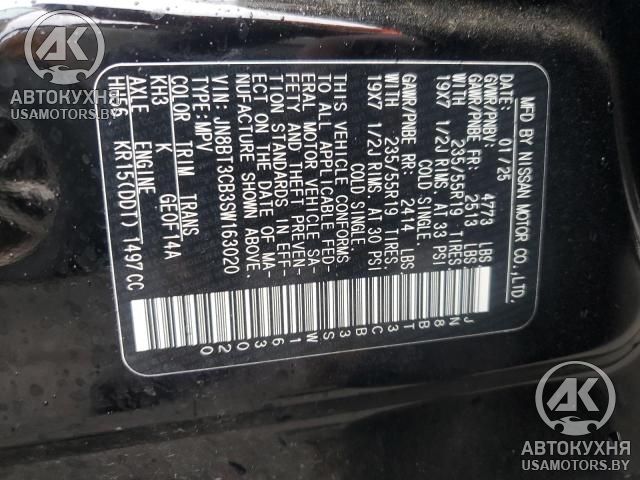 MFD BY NISSAN MOTOR CO.,LTD.
01/25
GVWR/PNBV: 4773 LBS
GAWR/PNBE FR: 2513 LBS
WITH 235/55R19 TIRES,
19X7 1/2J RIMS, AT 33 PSI
COLD SINGLE
GAWR/PNBE RR: 2414 LBS
WITH 235/55R19 TIRES,
19X7 1/2J RIMS AT 30 PSI
COLD SINGLE
THIS VEHICLE CONFORMS
TO ALL APPLICABLE FED-
ERAL MOTOR VEHICLE SA-
FETY AND THEFT PREVEN-
TION STANDARDS IN EFF-
ECT ON THE DATE OF MA-
NUFACTURE SHOWN ABOVE.
VIN: JN8BT3CB3SW163020
TYPE:MPV
COLOR TRIM TRANS
KH3 K GE0F14A
AXLE ENGINE
HN56 KR15(DDT) 1497CC
JN8BT3CB3SW163020
AK
АВТОКУХНЯ
USAMOTORS.BY
AK
АВТОКУХНЯ
USAMOTORS.BY